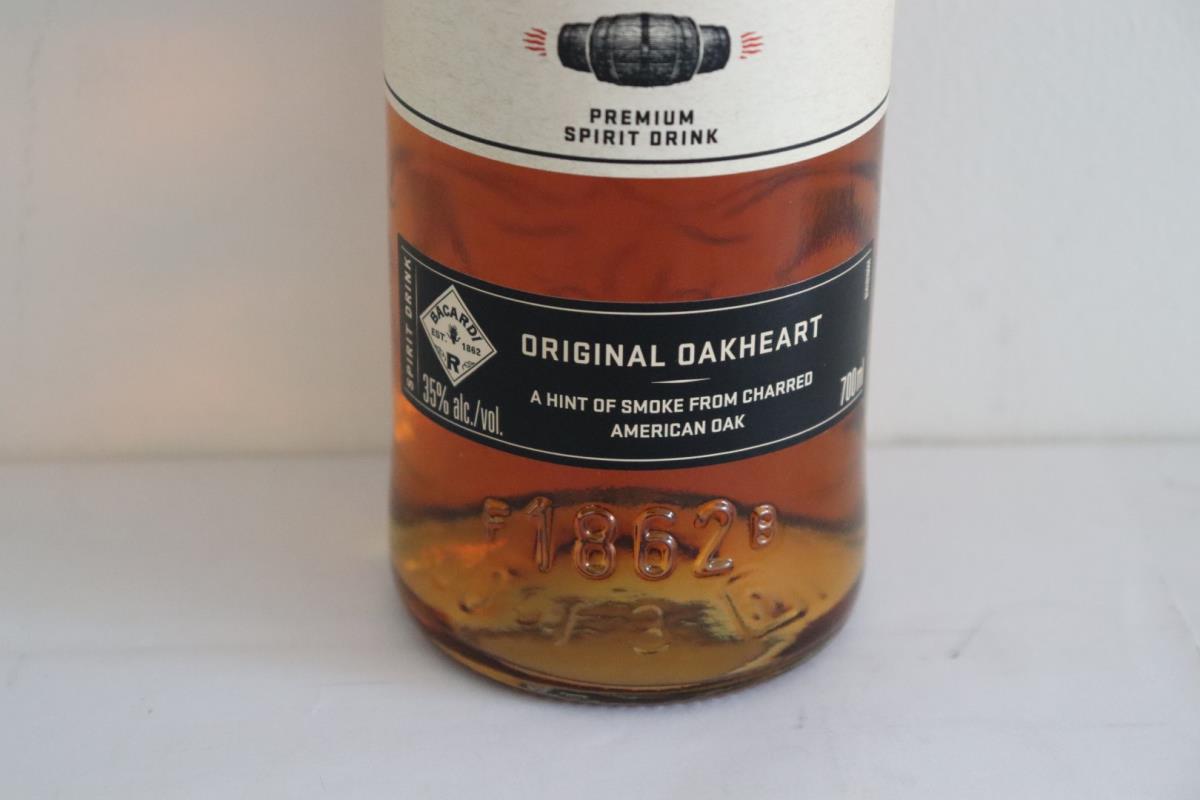 PREMIUM
SPIRIT DRINK
SPIRIT DRINK
BACARDI
EST. 1862
R
35% alc./vol.
ORIGINAL OAKHEART
A HINT OF SMOKE FROM CHARRED
AMERICAN OAK
700ml
F 1862 B